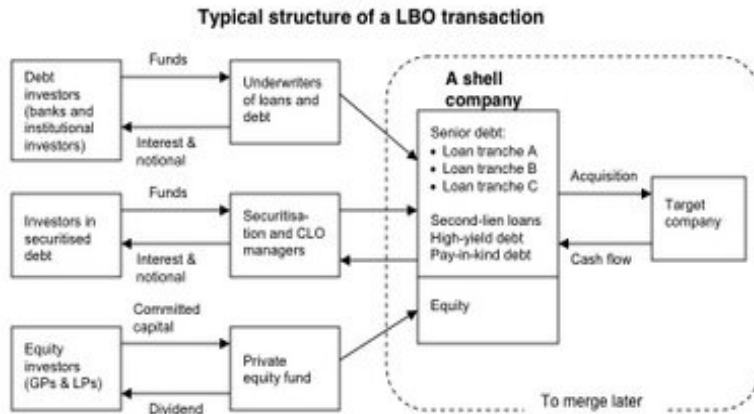 Typical structure of a LBO transaction
Funds
Debt
investors
(banks and
institutional
investors)
Underwriters
of loans and
debt
Interest &
notional
Funds
Investors in
securitised
debt
Securitisa-
tion and CLO
managers
Interest &
notional
Committed
capital
Equity
investors
(GPs & LPs)
Private
equity fund
Dividend
A shell
company
Senior debt:
• Loan tranche A
• Loan tranche B
• Loan tranche C
Second-lien loans
High-yield debt
Pay-in-kind debt
Equity
Acquisition
Cash flow
Target
company
To merge later